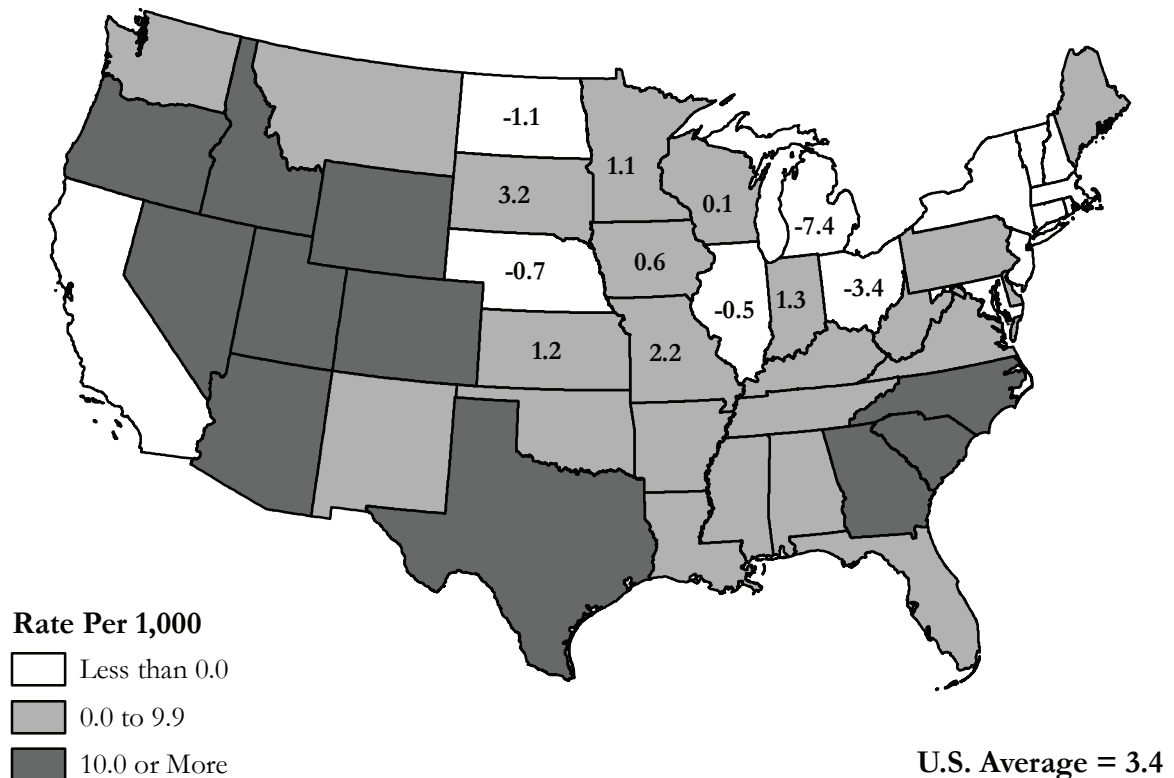 -1.1
1.1
3.2
0.1
-7.4
0.6
-0.7
-3.4
-0.5
1.3
1.2
2.2
Rate Per 1,000
Less than 0.0
0.0 to 9.9
10.0 or More
U.S. Average = 3.4